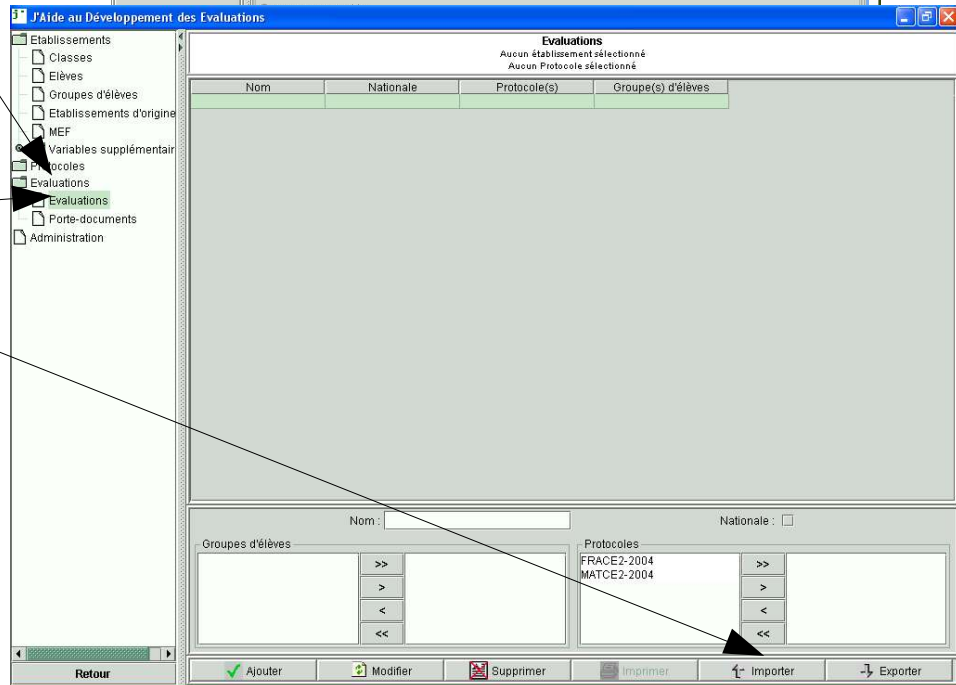 J'Aide au Développement des Evaluations
Etablissements
Classes
Elèves
Groupes d'élèves
Etablissements d'origine
MEF
Variables supplémentair
Evaluations
Evaluations
Porte-documents
Administration
Retour
Evaluations
Aucun établissement sélectionné
Aucun Protocole sélectionné
Nom Nationale Protocole(s) Groupe(s) d'élèves
Nom : Nationale :
Groupes d'élèves
>>
>
<
<<
Protocoles
FRACE2-2004
MATCE2-2004
>>
>
<
<<
Ajouter Modifier Supprimer Imprimer Importer Exporter